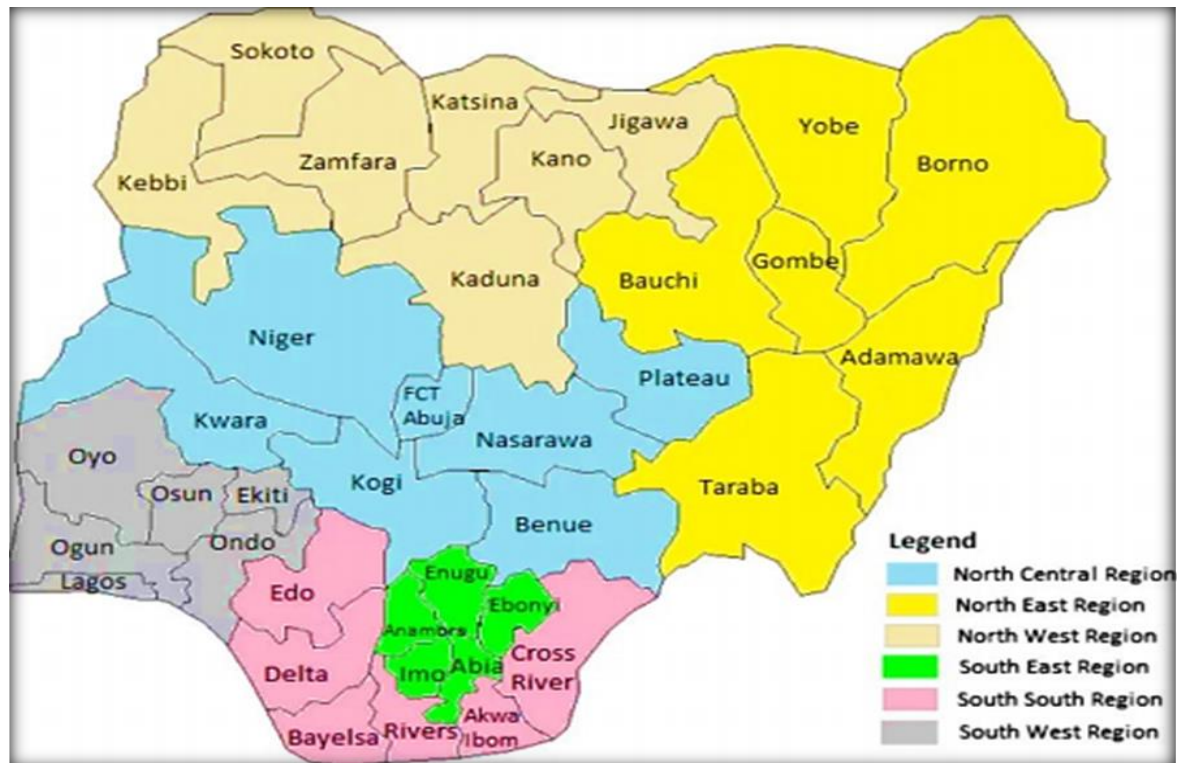 Sokoto
Katsina
Jigawa
Yobe
Borno
Kano
Zamfara
Kebbi
Kaduna
Bauchi
Gombe
Niger
Adamawa
Plateau
FCT
Abuja
Kwara
Nasarawa
Oyo
Kogi
Taraba
Osun
Ekiti
Benue
Ogun
Ondo
Lagos
Edo
Enugu
Ebonyi
Anambra
Delta
Imo
Abia
Cross
River
Bayelsa
Rivers
Akwa
Ibom
Legend
North Central Region
North East Region
North West Region
South East Region
South South Region
South West Region